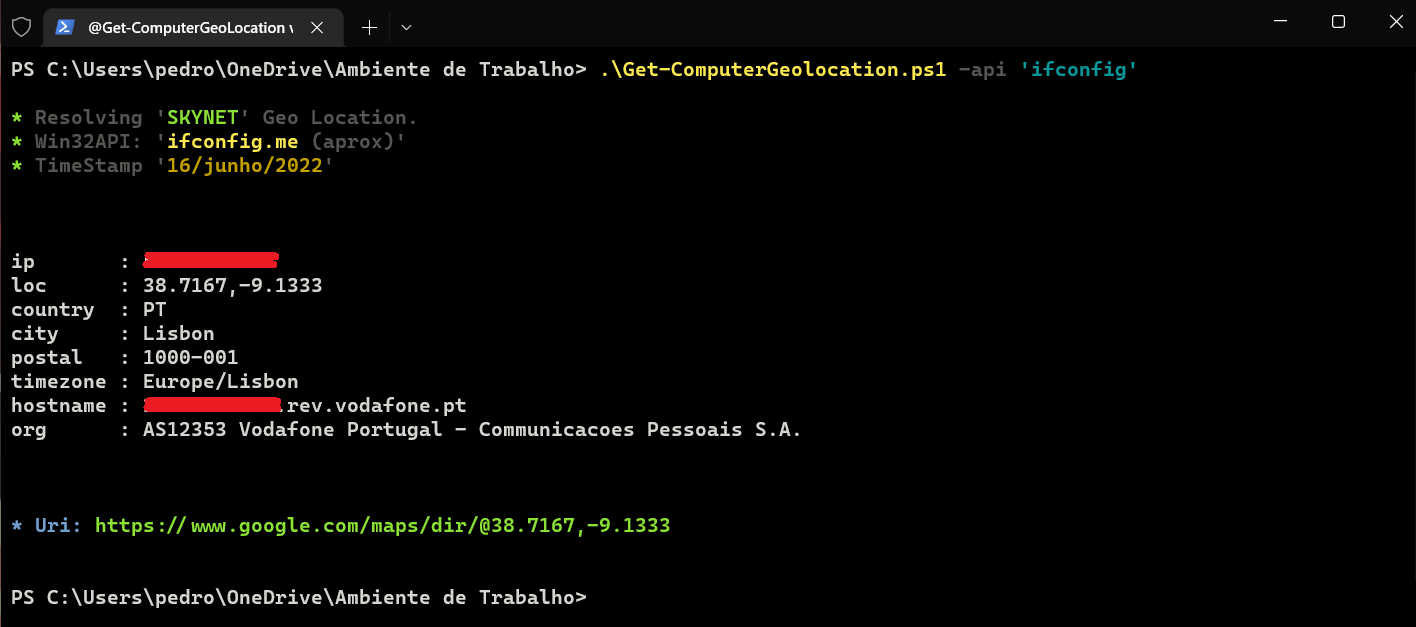 @Get-ComputerGeoLocation v
PS C:\Users\pedro\OneDrive\Ambiente de Trabalho> .\Get-ComputerGeolocation.ps1 -api 'ifconfig'
* Resolving 'SKYNET' Geo Location.
* Win32API: 'ifconfig.me (aprox)'
* TimeStamp '16/junho/2022'
ip :
loc : 38.7167,-9.1333
country : PT
city : Lisbon
postal : 1000-001
timezone : Europe/Lisbon
hostname : .rev.vodafone.pt
org : AS12353 Vodafone Portugal - Communicacoes Pessoais S.A.
* Uri: https://www.google.com/maps/dir/@38.7167,-9.1333
PS C:\Users\pedro\OneDrive\Ambiente de Trabalho>